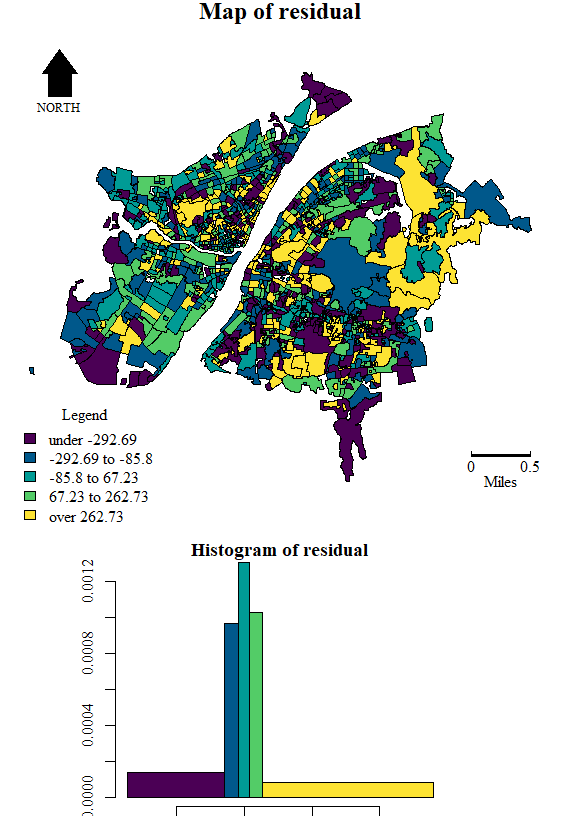 Map of residual
NORTH
Legend
under -292.69
-292.69 to -85.8
-85.8 to 67.23
67.23 to 262.73
over 262.73
0 0.5
Miles
Histogram of residual
0.0012
0.0008
0.0004
0.0000